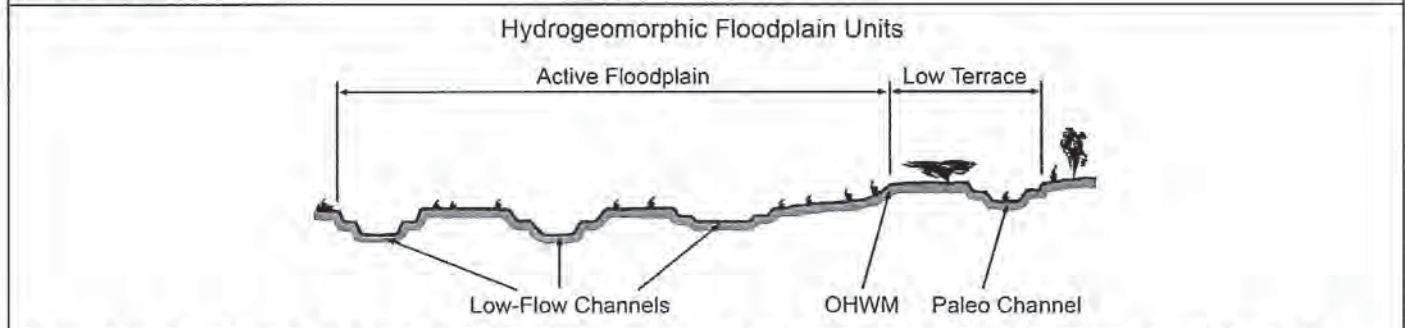 Hydrogeomorphic Floodplain Units
Active Floodplain
Low Terrace
Low-Flow Channels
OHWM
Paleo Channel